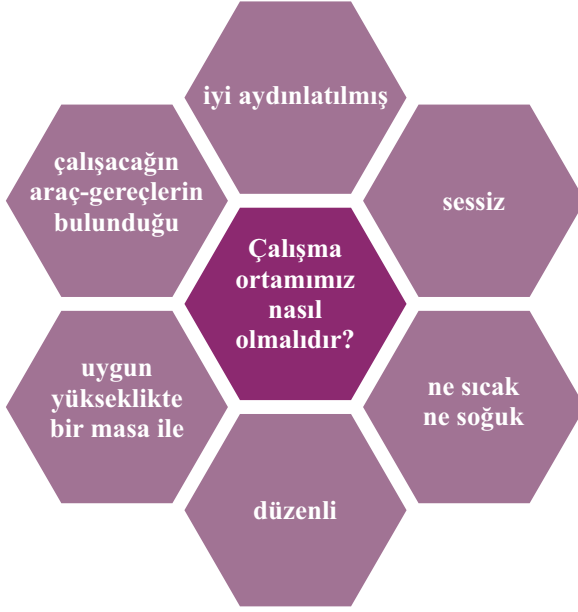 iyi aydınlatılmış
çalışacağın
araç-gereçlerin
bulunduğu
sessiz
Çalışma
ortamımız
nasıl
olmalıdır?
uygun
yükseklikte
bir masa ile
ne sıcak
ne soğuk
düzenli